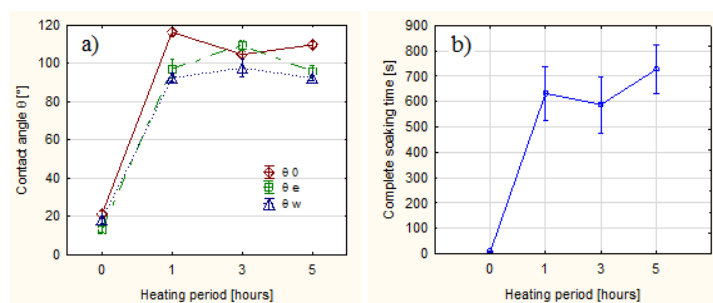 a)
Contact angle θ [°]
120
100
80
60
40
20
0
θ 0
θ e
θ w
0 1 3 5
Heating period [hours]
b)
Complete soaking time [s]
900
800
700
600
500
400
300
200
100
0
0 1 3 5
Heating period [hours]